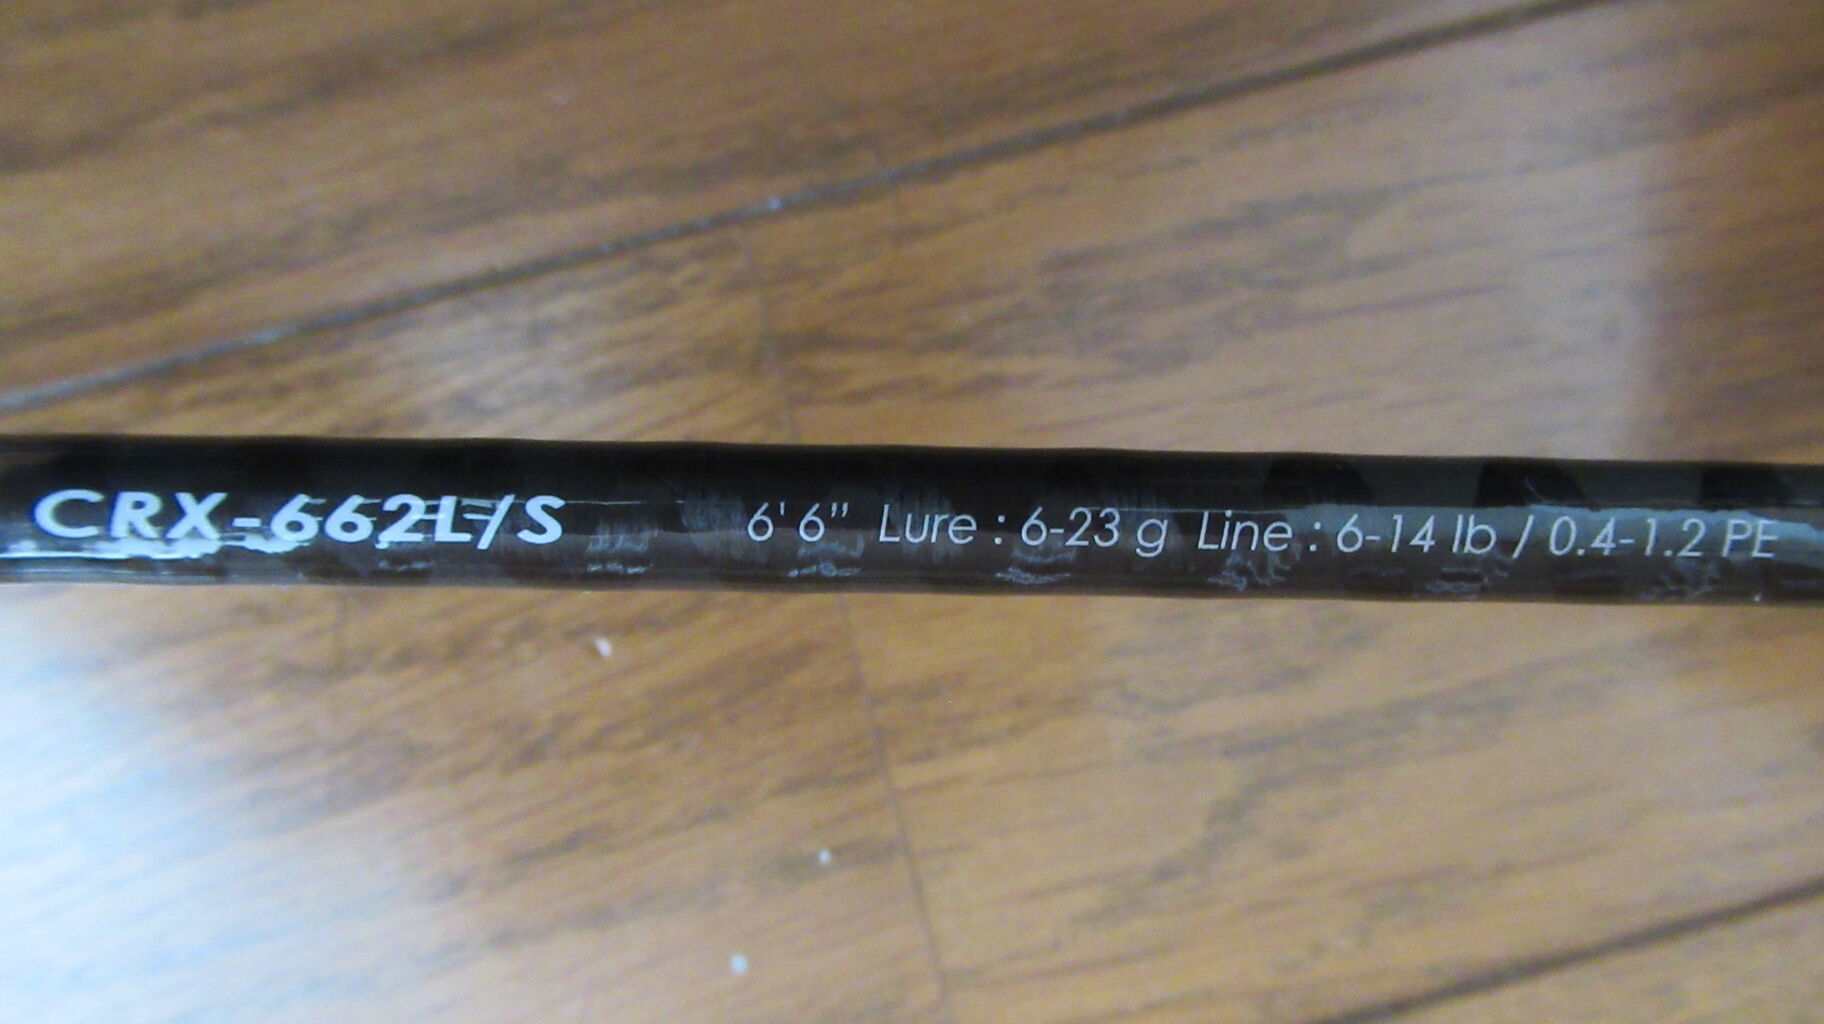 CRX-662L/S 6'6” Lure : 6-23 g Line : 6-14 lb / 0.4-1.2 PE